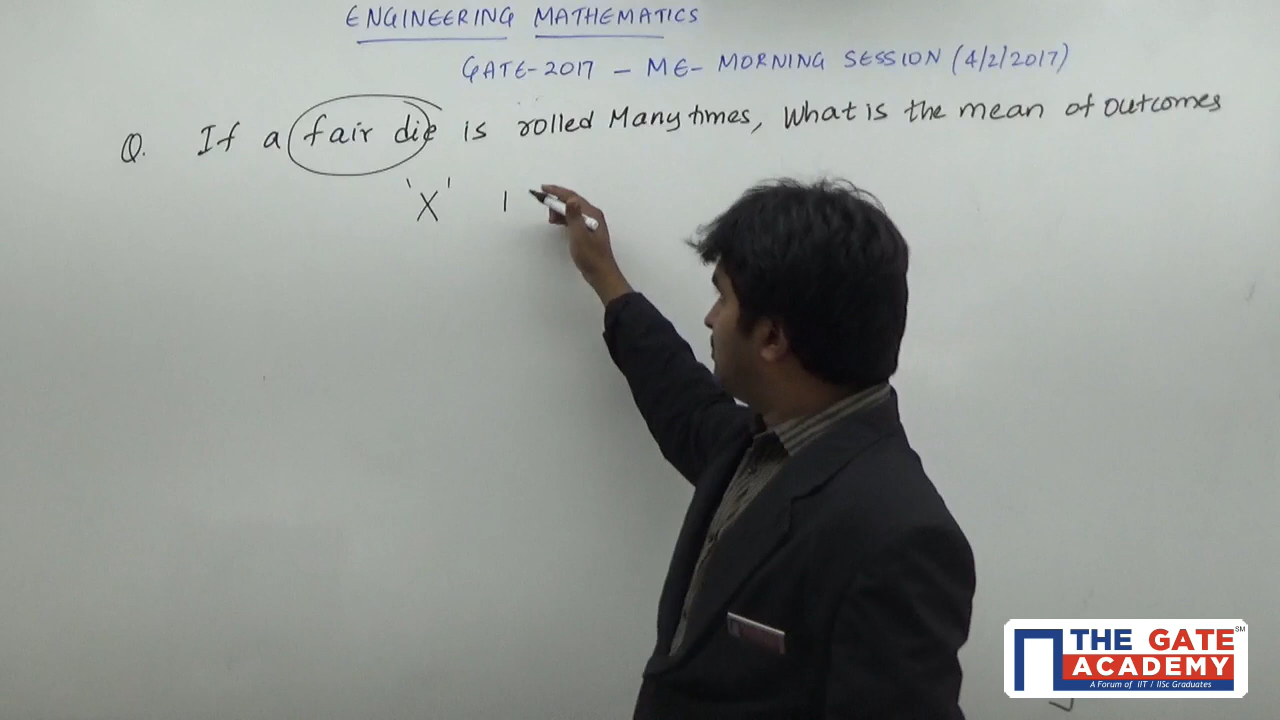 ENGINEERING MATHEMATICS
GATE-2017 - ME- MORNING SESSION (4/2/2017)
Q. If a fair die is rolled Many times, What is the mean of outcomes
'X' 1
THE GATE
ACADEMY
SM
A Forum of IIT / IISc Graduates